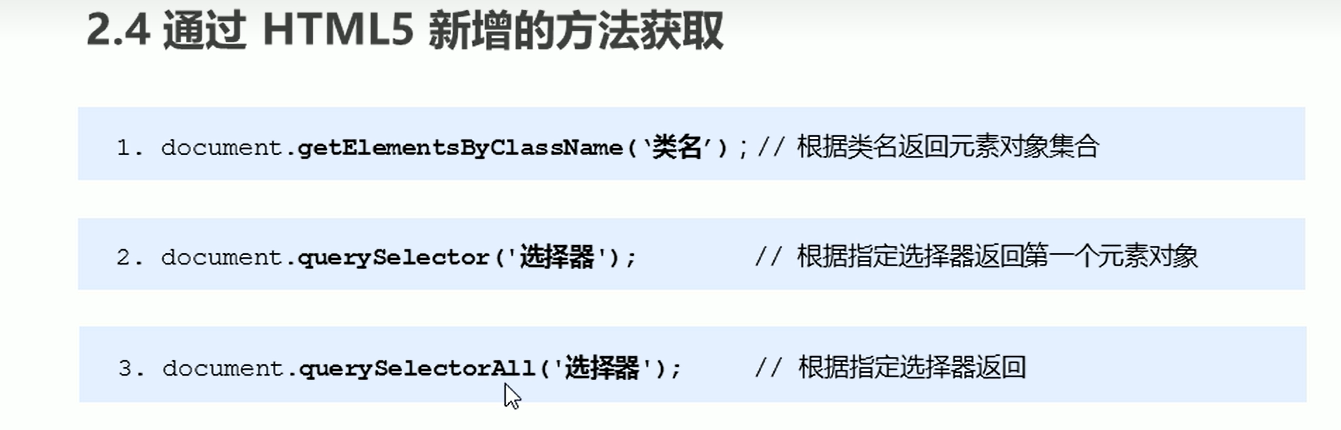 2.4 通过 HTML5 新增的方法获取
1. document.getElementsByClassName(‘类名’)；// 根据类名返回元素对象集合
2. document.querySelector('选择器');        // 根据指定选择器返回第一个元素对象
3. document.querySelectorAll('选择器');     // 根据指定选择器返回